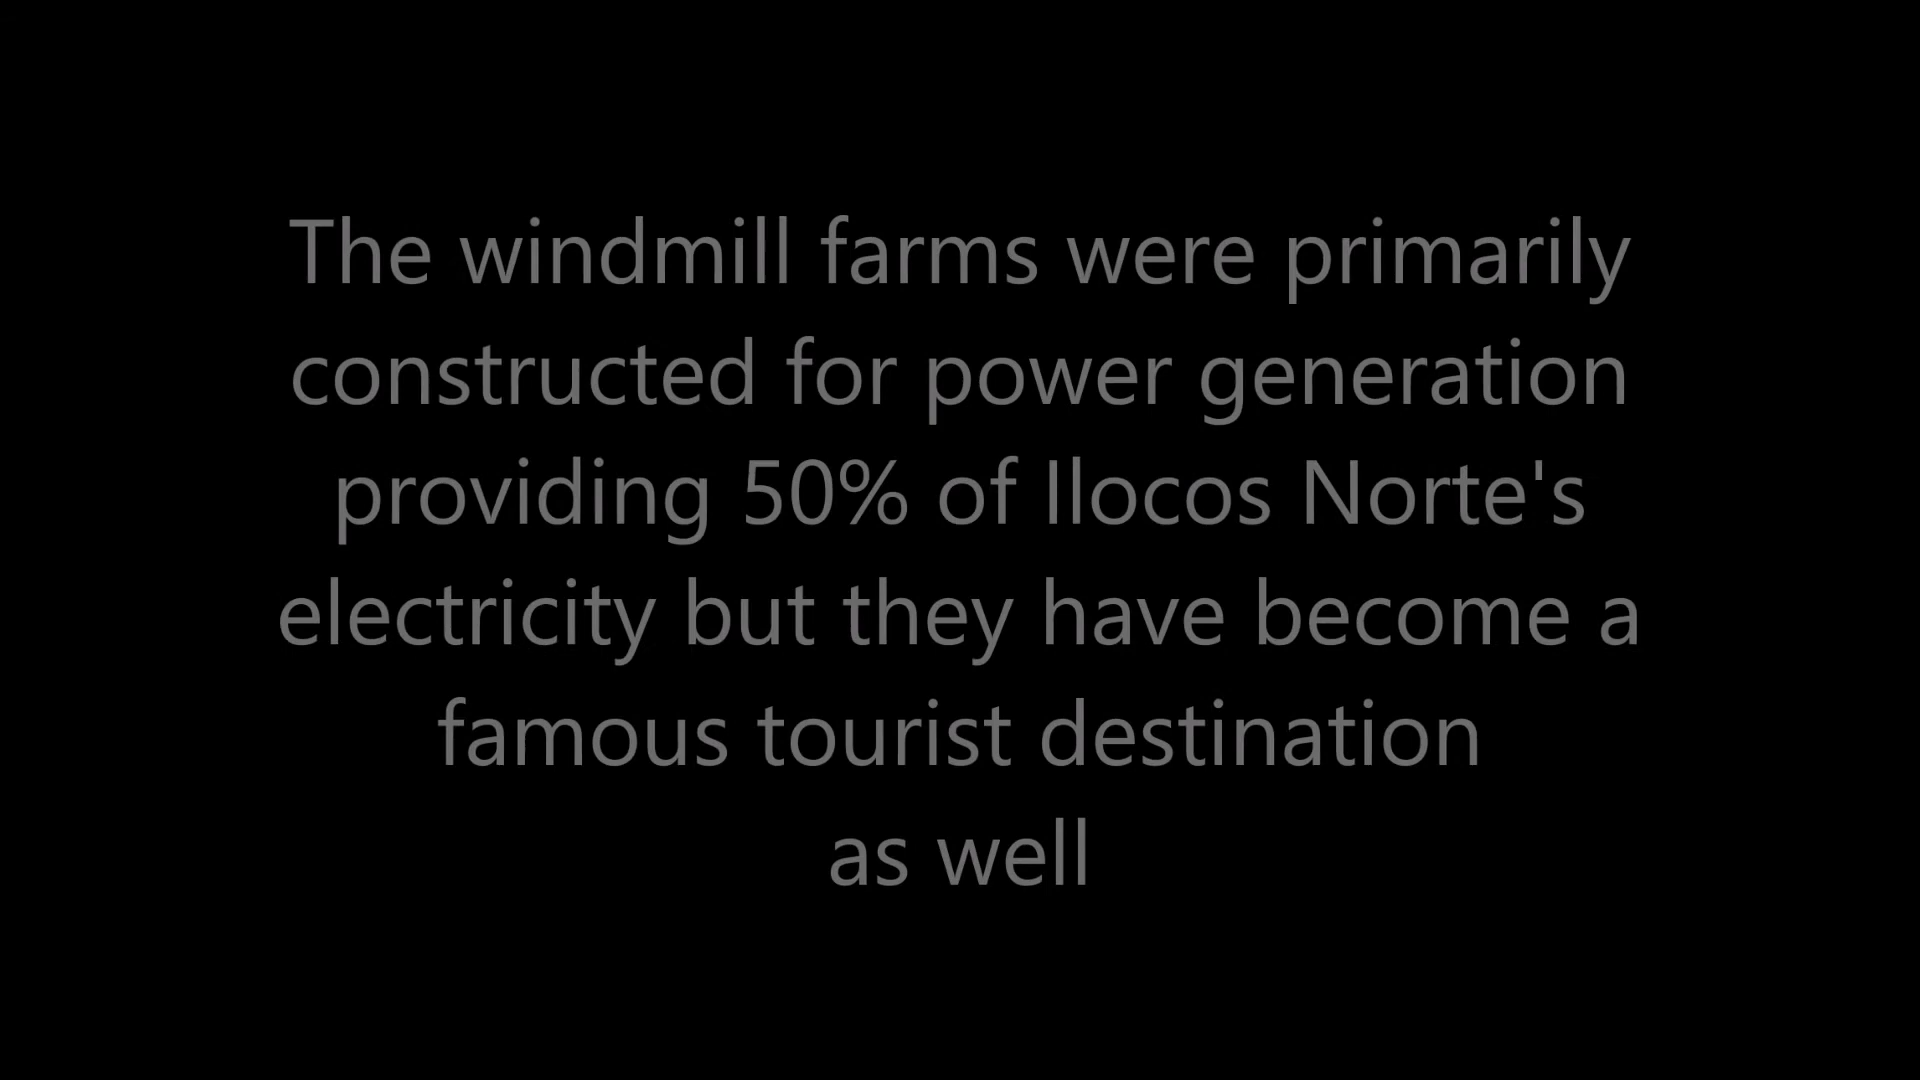 The windmill farms were primarily
constructed for power generation
providing 50% of Ilocos Norte's
electricity but they have become a
famous tourist destination
as well